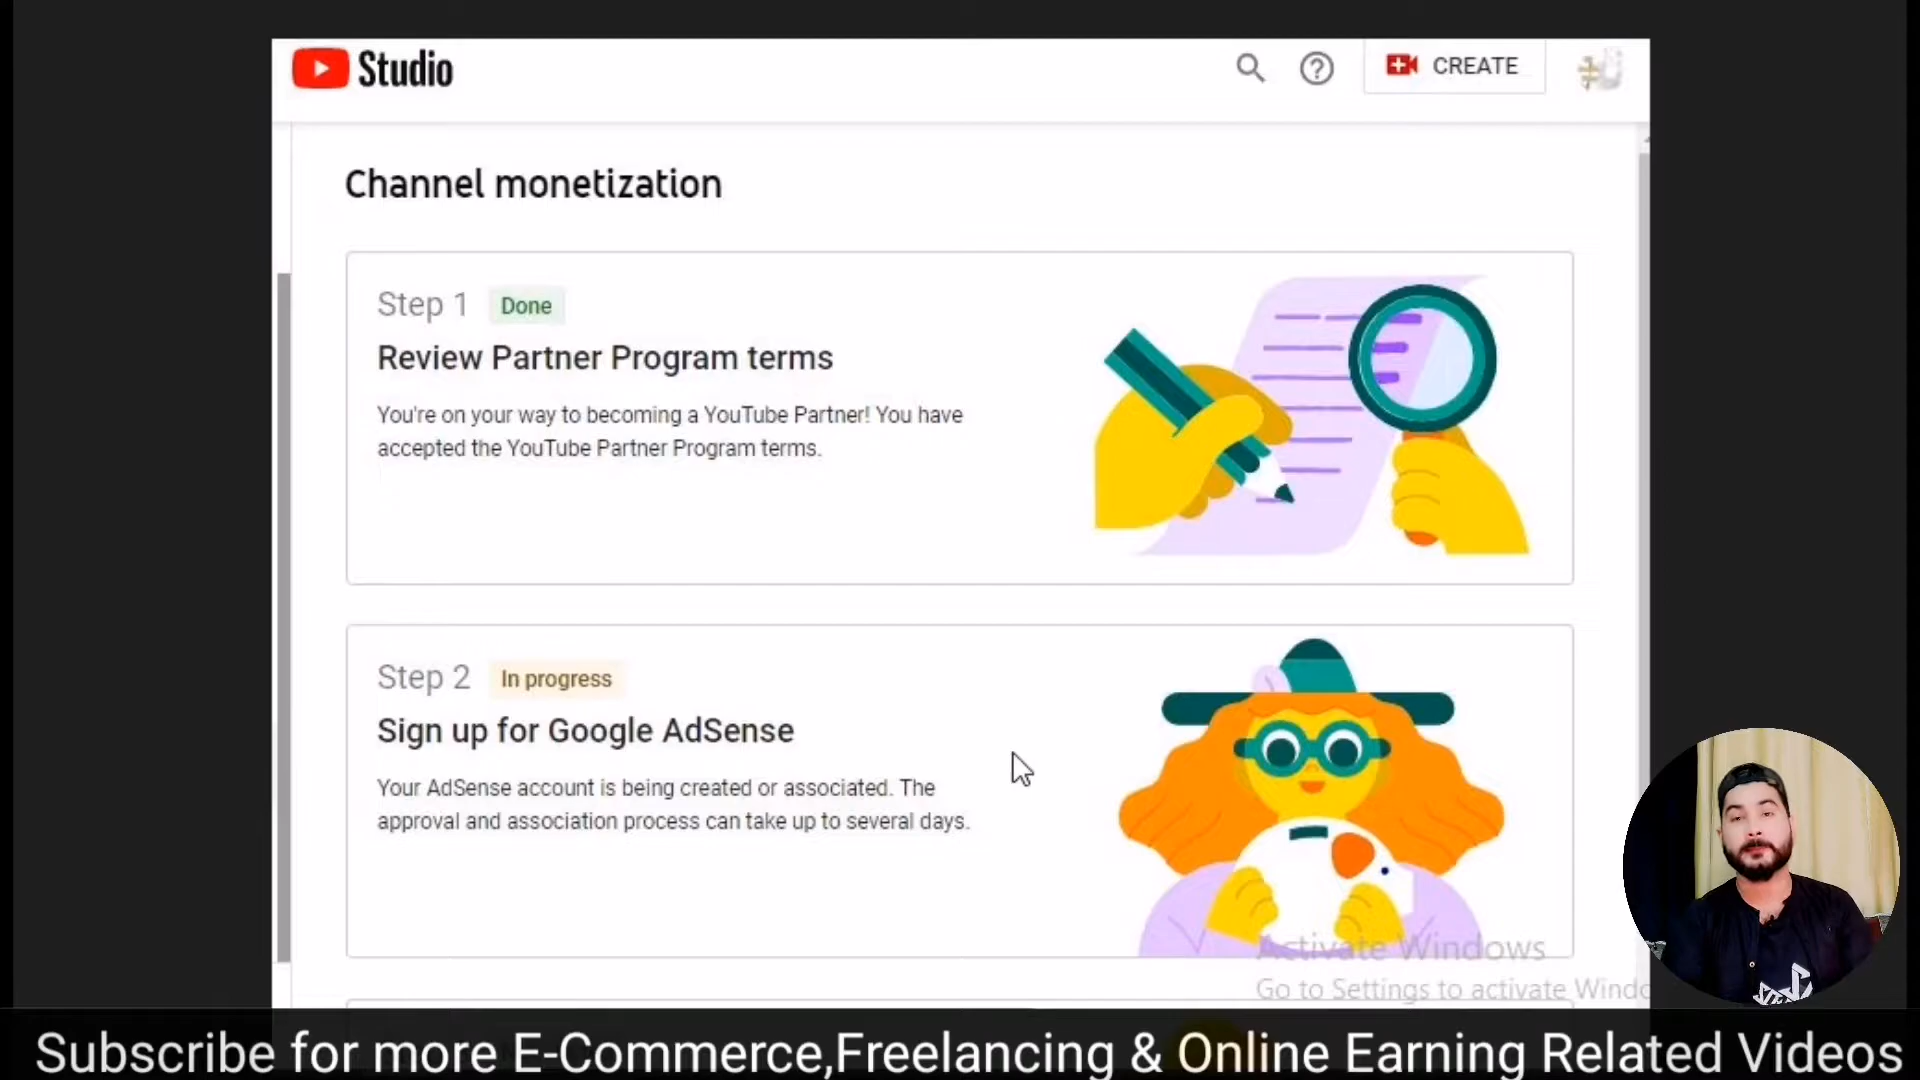 Studio
CREATE
Channel monetization
Step 1 Done
Review Partner Program terms
You're on your way to becoming a YouTube Partner! You have
accepted the YouTube Partner Program terms.
Step 2 In progress
Sign up for Google AdSense
Your AdSense account is being created or associated. The
approval and association process can take up to several days.
Activate Windows
Go to Settings to activate Windo
Subscribe for more E-Commerce,Freelancing & Online Earning Related Videos